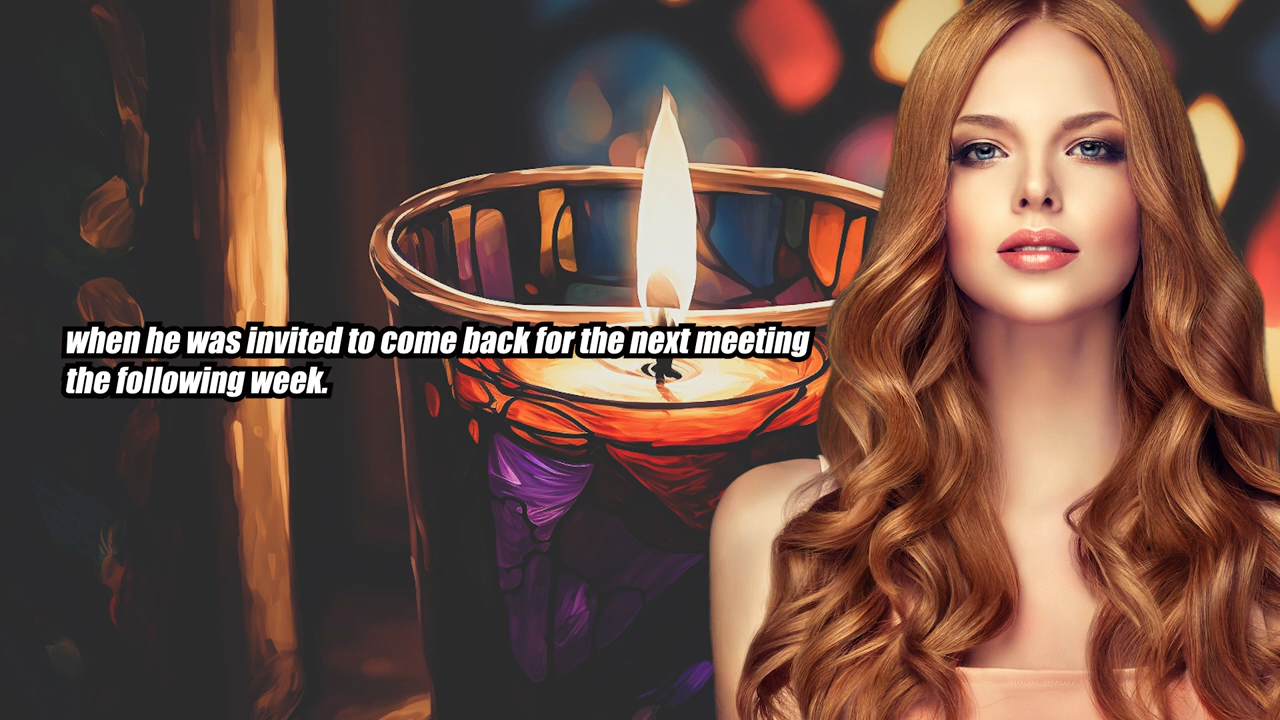 when he was invited to come back for the next meeting
the following week.